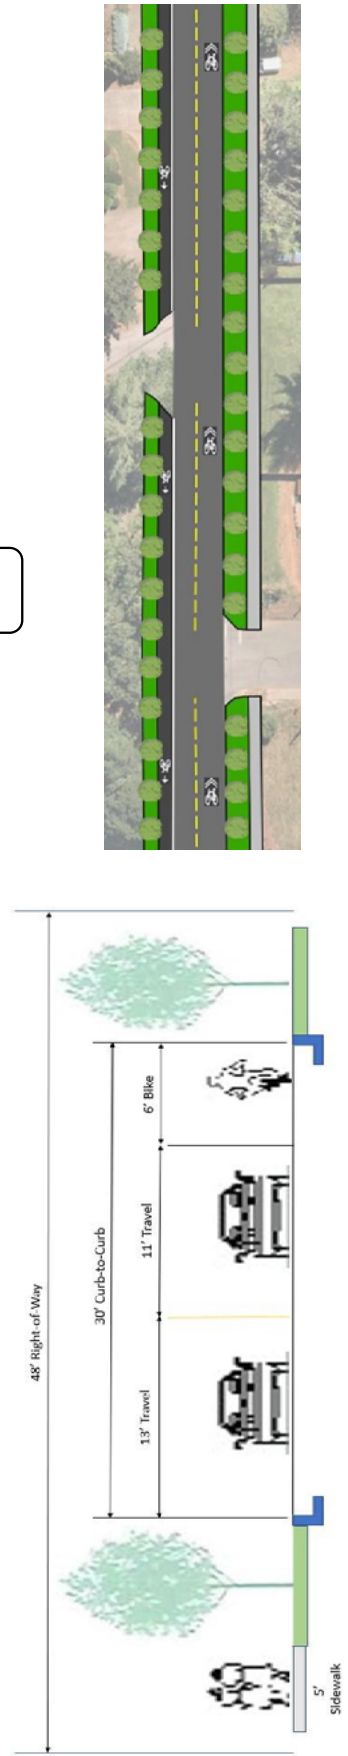 48' Right-of-Way
30' Curb-to-Curb
13' Travel
11' Travel
6' Bike
5'
Sidewalk